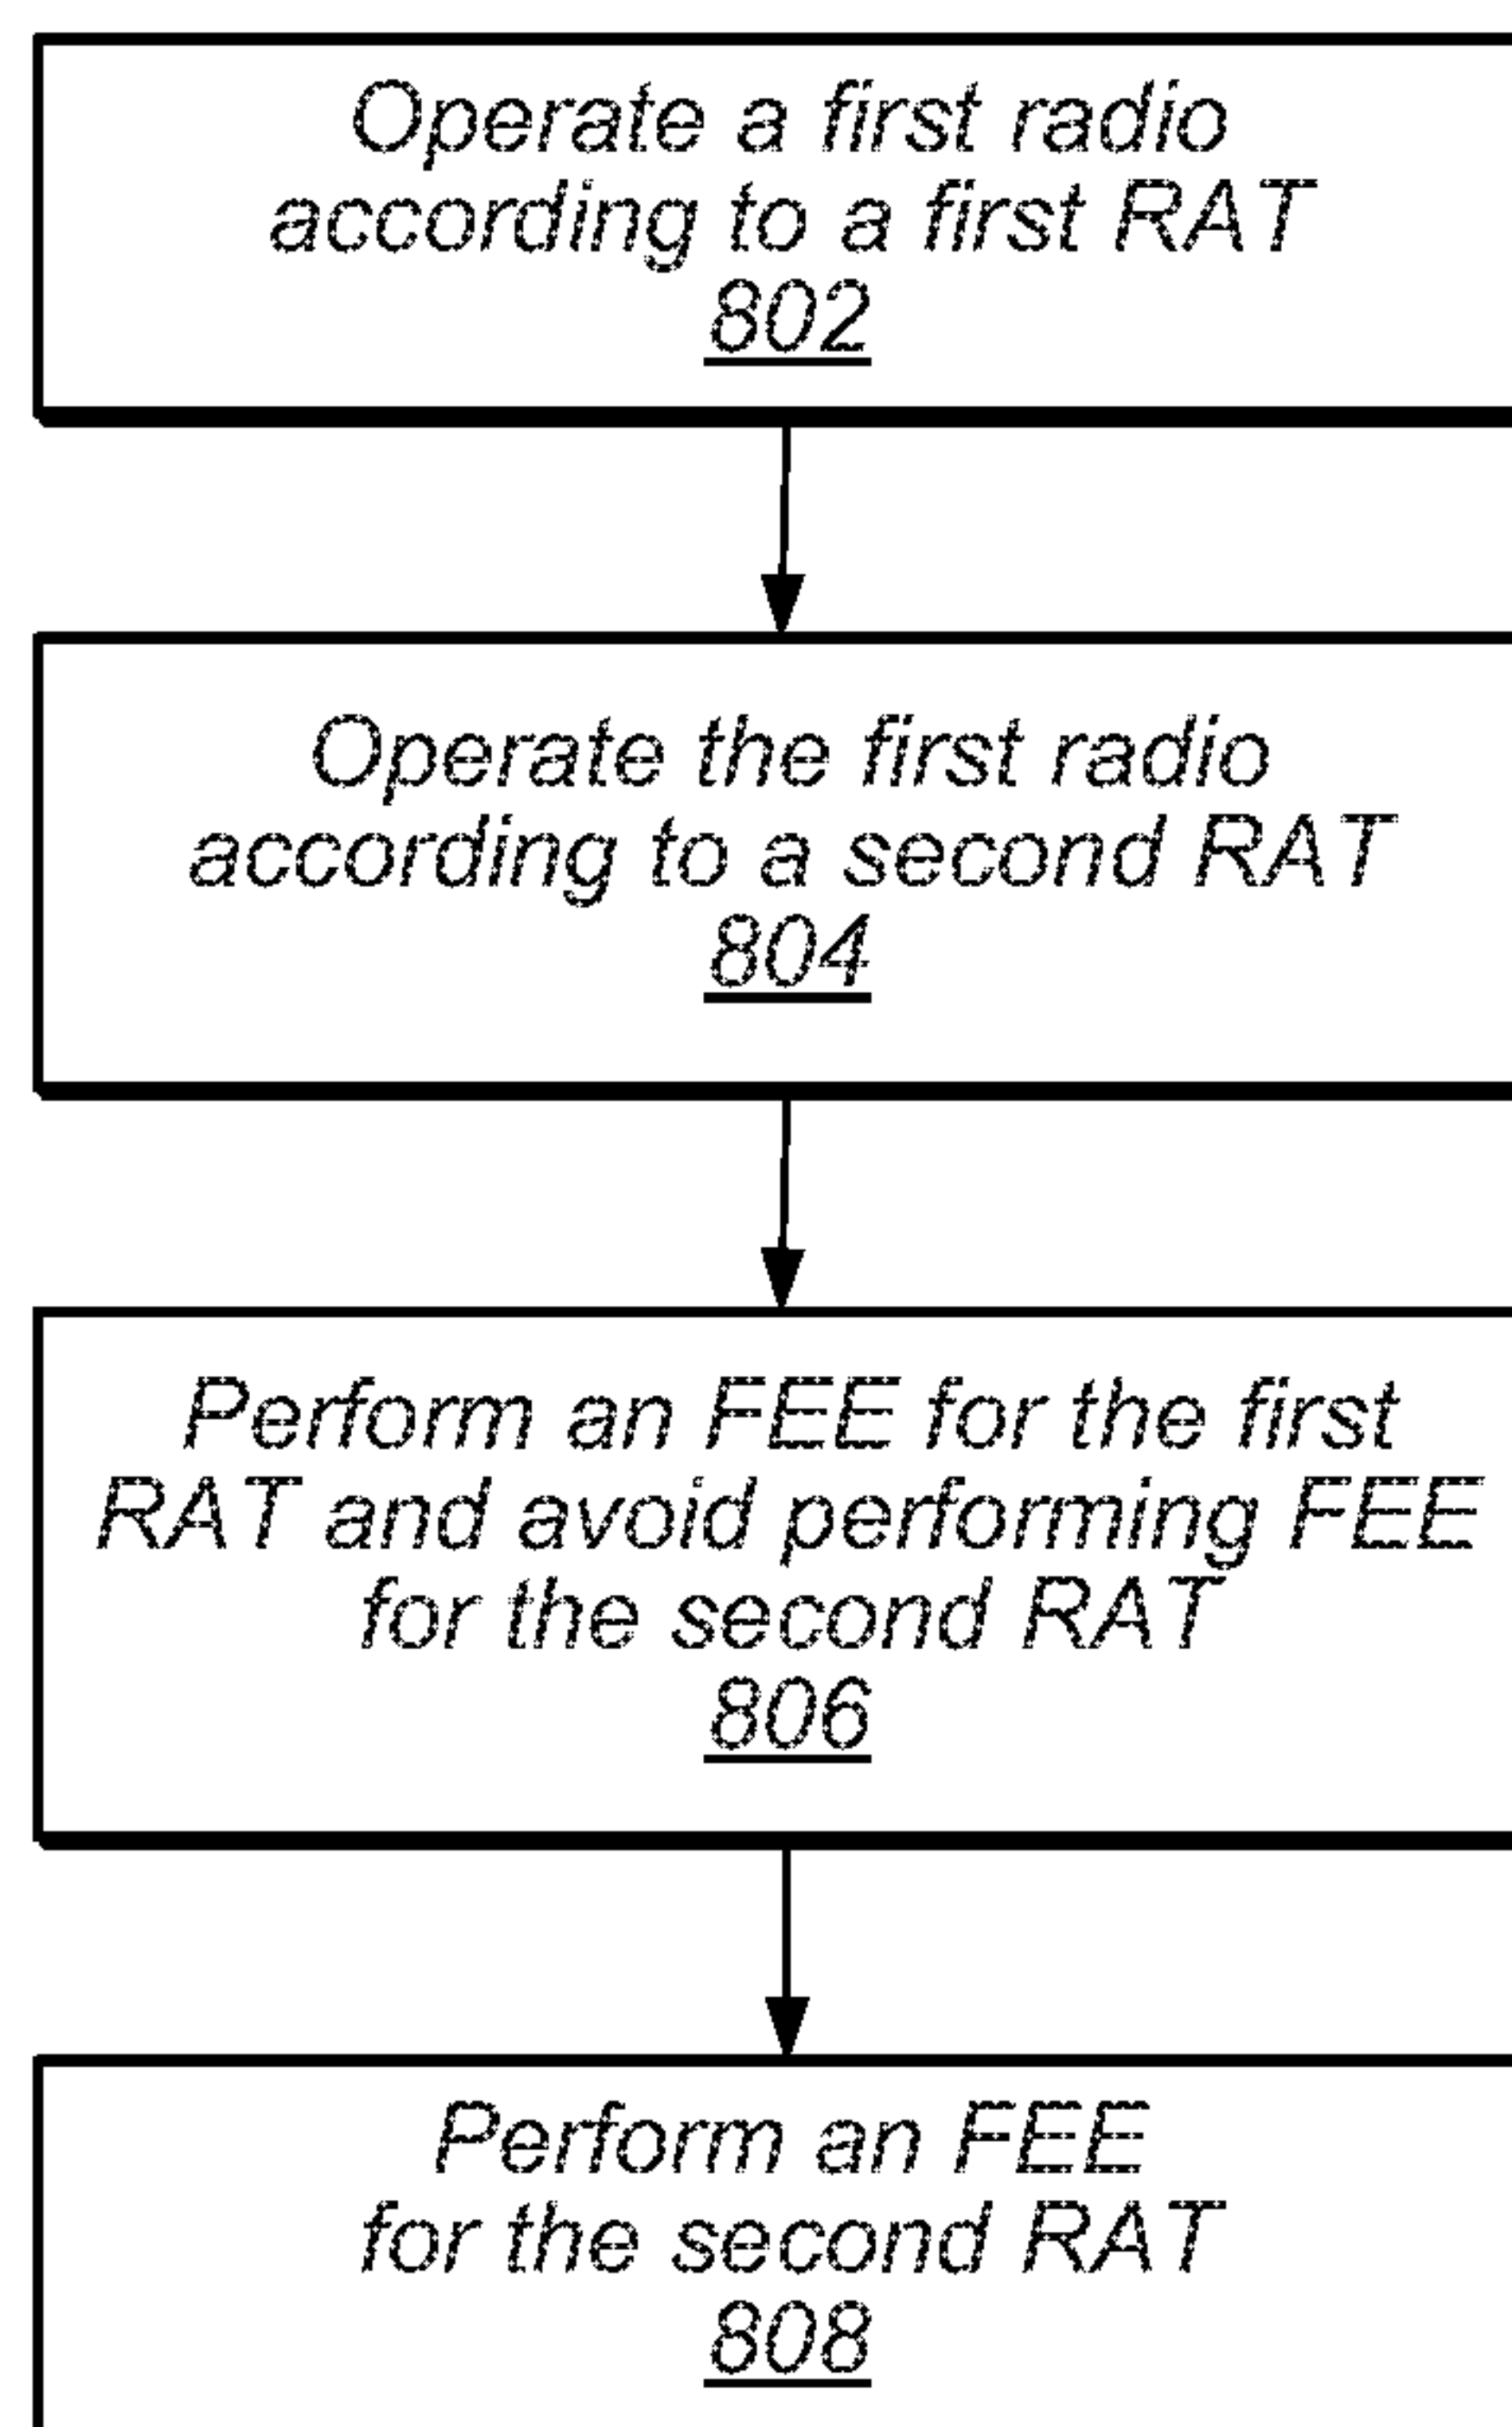 Operate a first radio
according to a first RAT
802
Operate the first radio
according to a second RAT
804
Perform an FEE for the first
RAT and avoid performing FEE
for the second RAT
806
Perform an FEE
for the second RAT
808